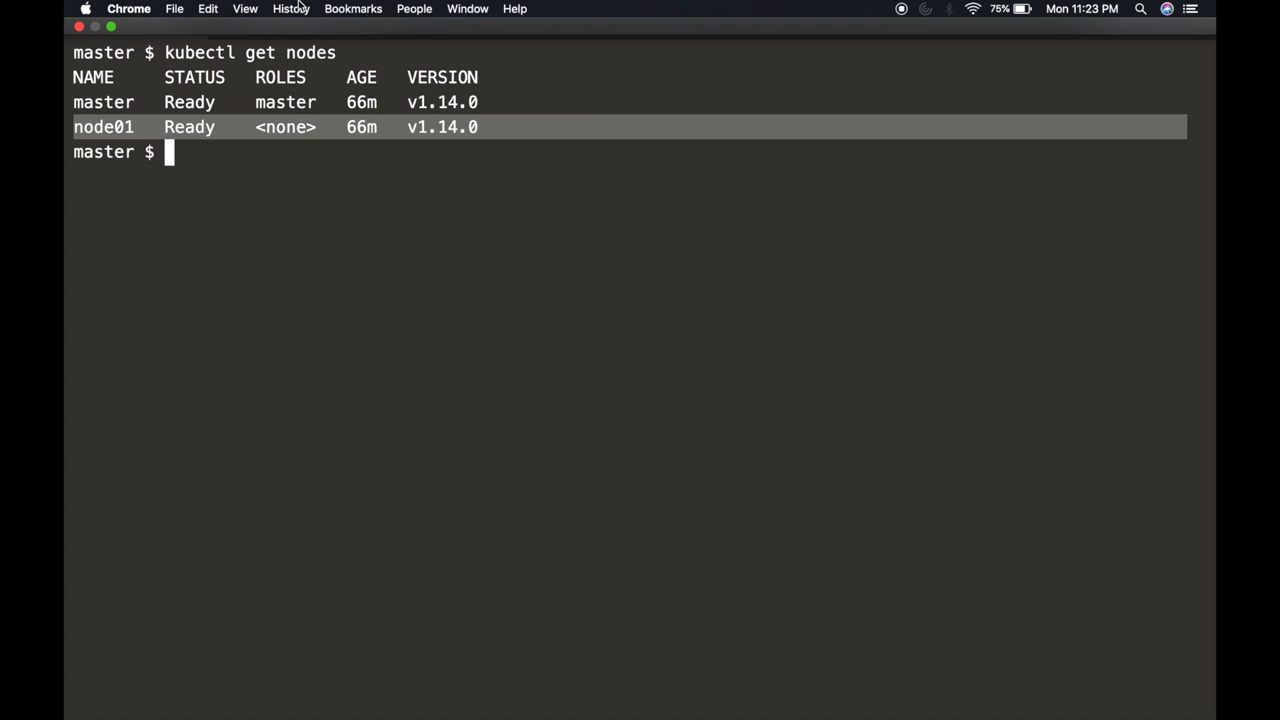 Chrome File Edit View History Bookmarks People Window Help 75% Mon 11:23 PM
master $ kubectl get nodes
NAME STATUS ROLES AGE VERSION
master Ready master 66m v1.14.0
node01 Ready <none> 66m v1.14.0
master $